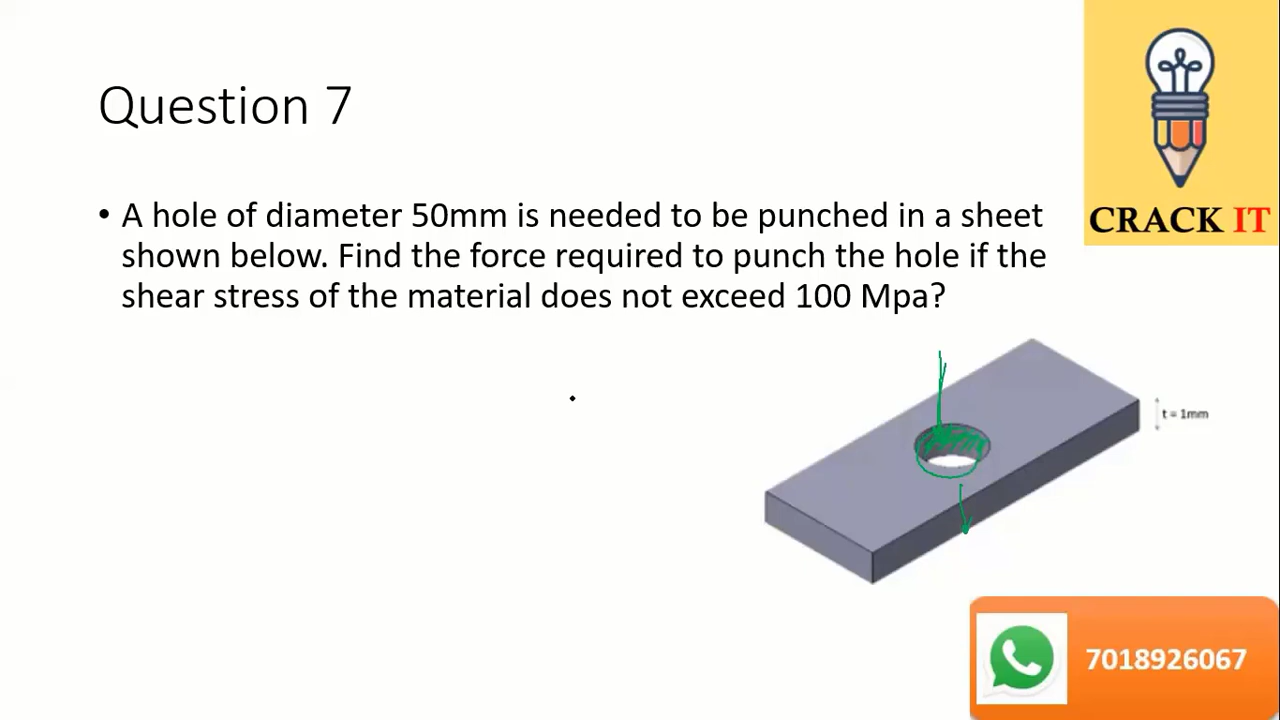 Question 7
• A hole of diameter 50mm is needed to be punched in a sheet
shown below. Find the force required to punch the hole if the
shear stress of the material does not exceed 100 Mpa?
CRACK IT
t = 1mm
7018926067